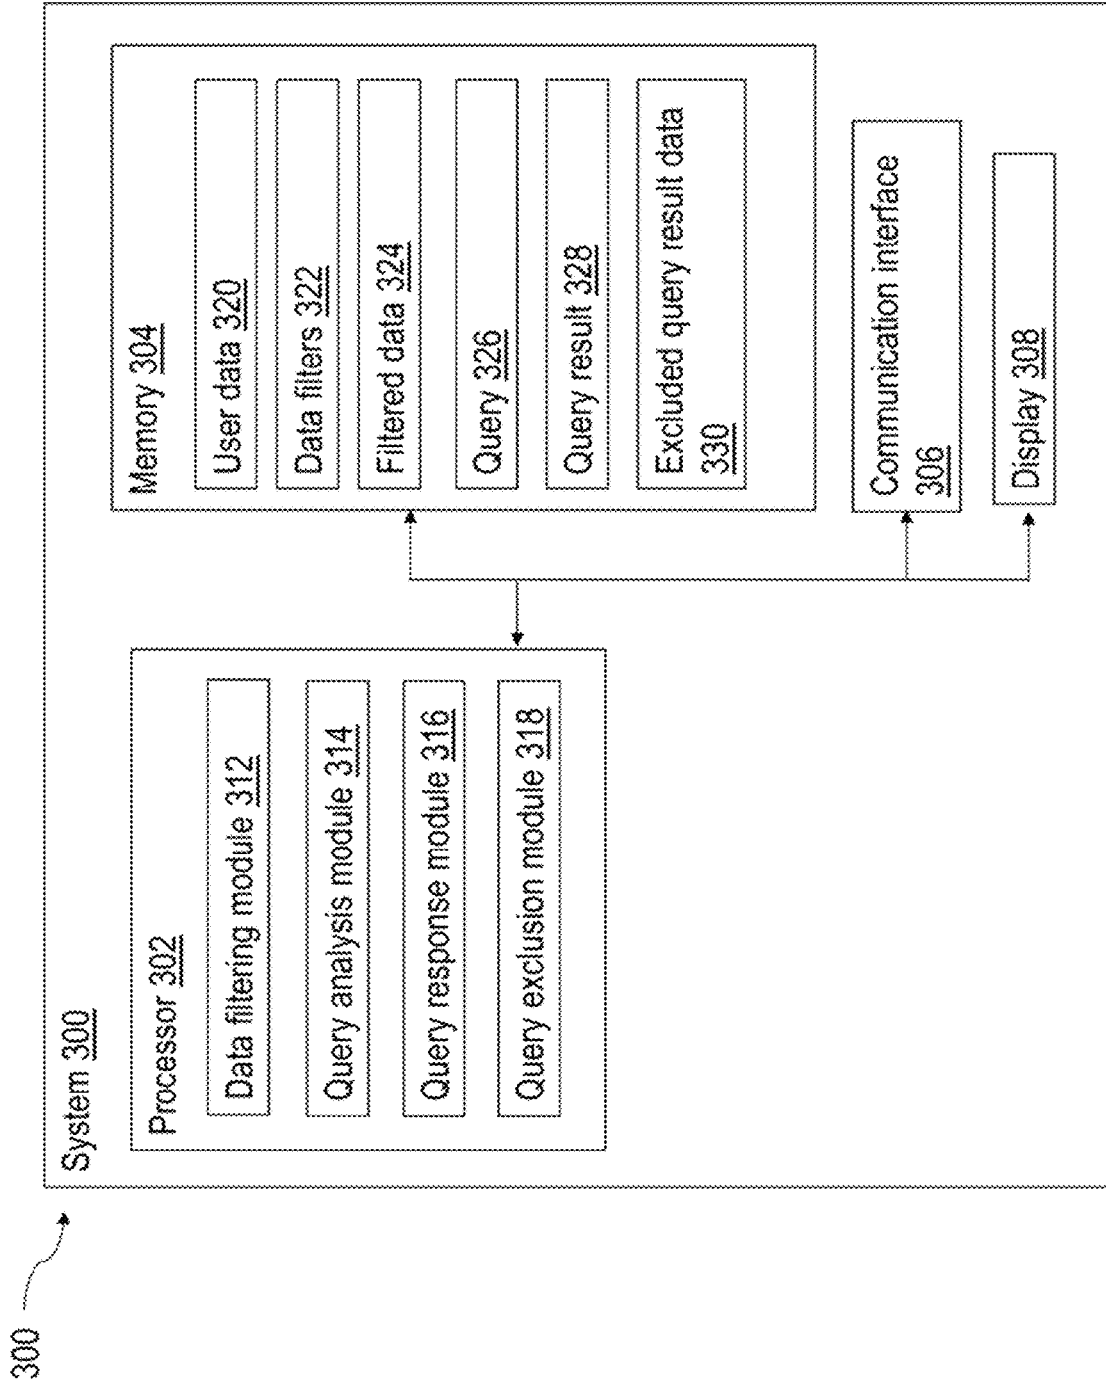 300
System 300
Processor 302
Data filtering module 312
Query analysis module 314
Query response module 316
Query exclusion module 318
Memory 304
User data 320
Data filters 322
Filtered data 324
Query 326
Query result 328
Excluded query result data
330
Communication interface
306
Display 308